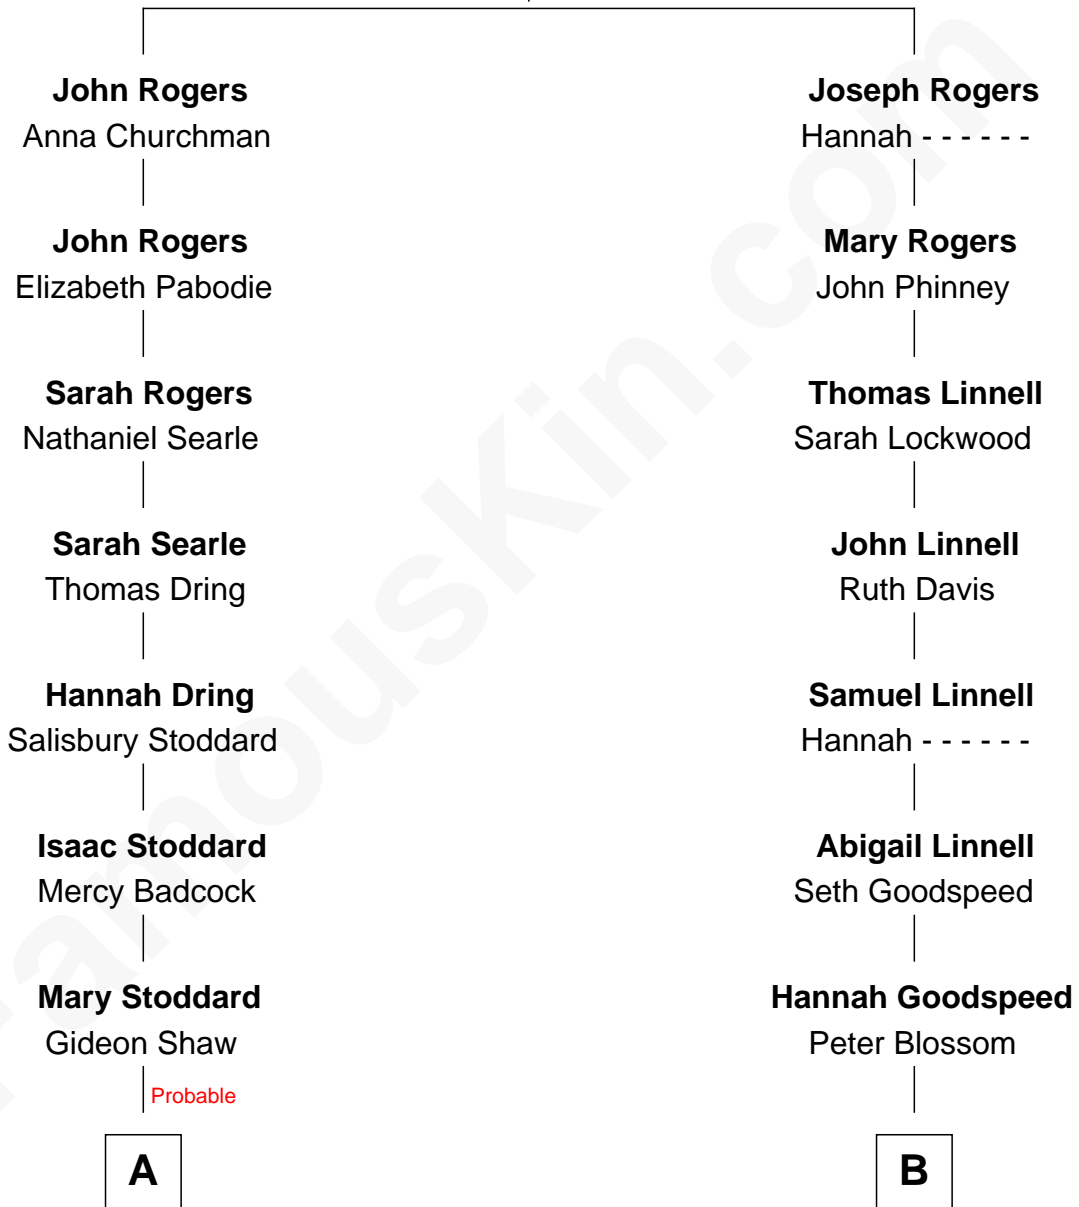 John Rogers
Anna Churchman
Joseph Rogers
Hannah - - - - - -
John Rogers
Elizabeth Pabodie
Mary Rogers
John Phinney
Sarah Rogers
Nathaniel Searle
Thomas Linnell
Sarah Lockwood
Sarah Searle
Thomas Dring
John Linnell
Ruth Davis
Hannah Dring
Salisbury Stoddard
Samuel Linnell
Hannah - - - - - -
Isaac Stoddard
Mercy Badcock
Abigail Linnell
Seth Goodspeed
Mary Stoddard
Gideon Shaw
Hannah Goodspeed
Peter Blossom
Probable
A
B
FamousKin.com